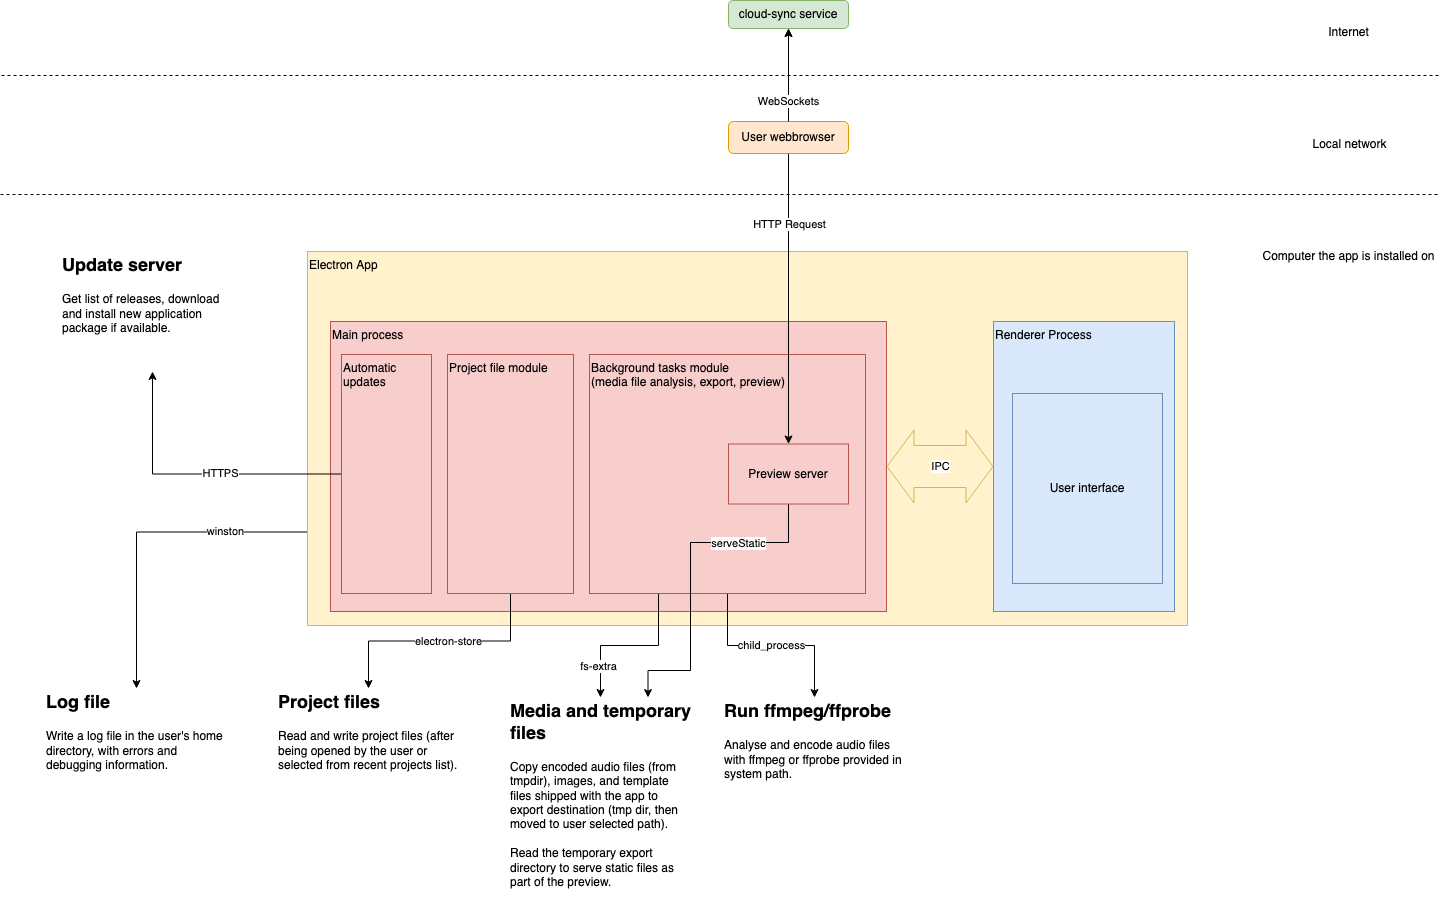 cloud-sync service
Internet
WebSockets
User webbrowser
Local network
HTTP Request
Computer the app is installed on
Update server
Get list of releases, download
and install new application
package if available.
Electron App
Main process
Automatic
updates
Project file module
Background tasks module
(media file analysis, export, preview)
Preview server
serveStatic
IPC
Renderer Process
User interface
HTTPS
winston
electron-store
fs-extra
child_process
Log file
Write a log file in the user's home
directory, with errors and
debugging information.
Project files
Read and write project files (after
being opened by the user or
selected from recent projects list).
Media and temporary
files
Copy encoded audio files (from
tmpdir), images, and template
files shipped with the app to
export destination (tmp dir, then
moved to user selected path).
Read the temporary export
directory to serve static files as
part of the preview.
Run ffmpeg/ffprobe
Analyse and encode audio files
with ffmpeg or ffprobe provided in
system path.